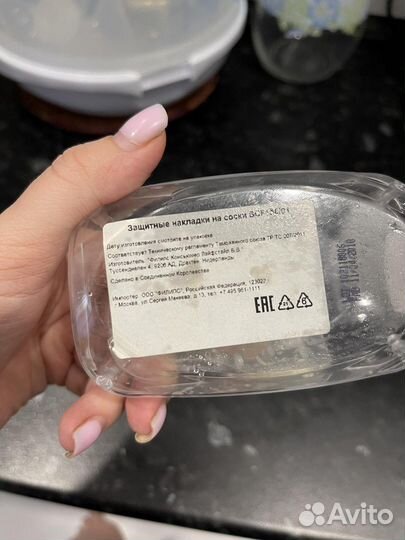 Защитные накладки на соски
Дату изготовления смотрите на упаковке
Соответствует Техническому регламенту Таможенного союза ТР ТС 007/2011
Изготовитель: "Филипс Консьюмер Лайфстайл Б.В.",
Туссендиепен 4, 9206 АД, Драхтен, Нидерланды
Сделано в Соединенном Королевстве
Импортер: ООО "ФИЛИПС", Российская Федерация, 123022
г. Москва, ул. Сергея Макеева, д.13, тел. +7 495 961-1111
EAC
Avito